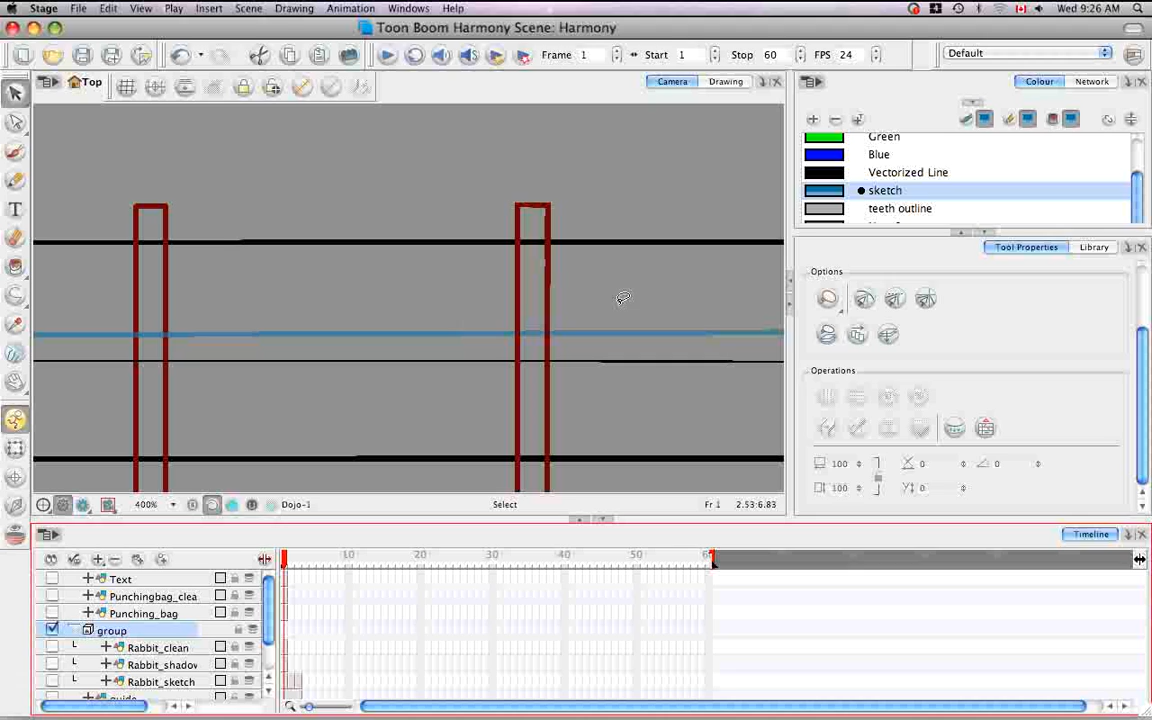 Stage File Edit View Play Insert Scene Drawing Animation Windows Help Wed 9:26 AM
Toon Boom Harmony Scene: Harmony
Frame 1 Start 1 Stop 60 FPS 24 Default
Top Camera Drawing Colour Network
Green
Blue
Vectorized Line
sketch
teeth outline
Tool Properties Library
Options
Operations
100 0 0
100 0
400% Dojo-1 Select Fr 1 2.53:6.83
Timeline
10 20 30 40 50
Text
Punchingbag_clea
Punching_bag
group
Rabbit_clean
Rabbit_shadov
Rabbit_sketch